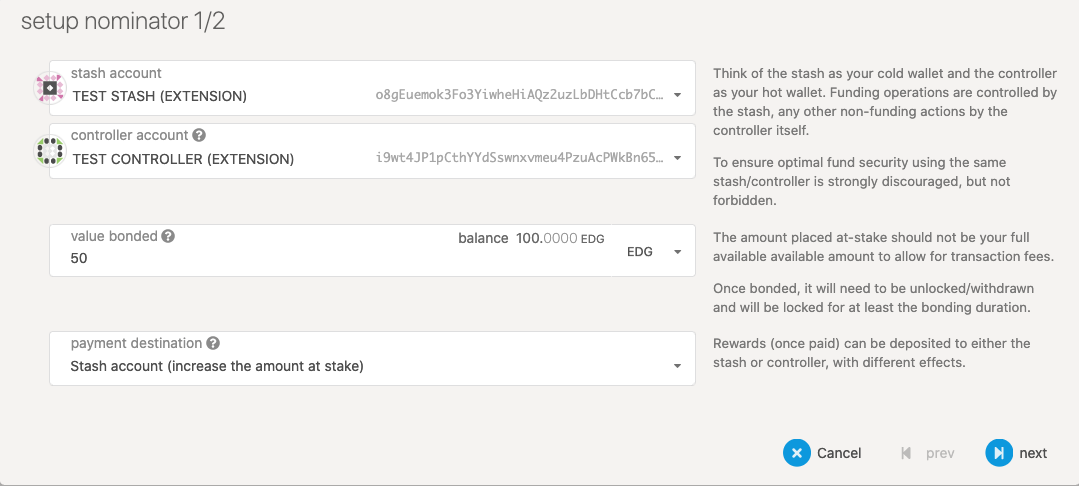 setup nominator 1/2
stash account
TEST STASH (EXTENSION) o8gEuemok3Fo3YiwheHiAQz2uzLbDHtCcb7bC…
controller account
TEST CONTROLLER (EXTENSION) i9wt4JP1pCthYYdSswnxvmeu4PzuAcPWkBn65…
Think of the stash as your cold wallet and the controller
as your hot wallet. Funding operations are controlled by
the stash, any other non-funding actions by the
controller itself.
To ensure optimal fund security using the same
stash/controller is strongly discouraged, but not
forbidden.
value bonded balance 100.0000 EDG
50 EDG
The amount placed at-stake should not be your full
available available amount to allow for transaction fees.
Once bonded, it will need to be unlocked/withdrawn
and will be locked for at least the bonding duration.
payment destination
Stash account (increase the amount at stake)
Rewards (once paid) can be deposited to either the
stash or controller, with different effects.
Cancel prev next